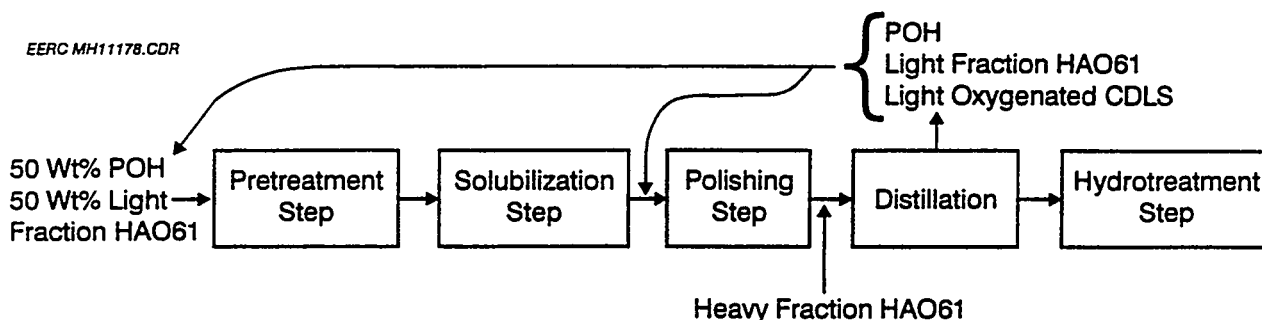 EERC MH11178.CDR
POH
Light Fraction HAO61
Light Oxygenated CDLS
50 Wt% POH
50 Wt% Light
Fraction HAO61
Pretreatment
Step
Solubilization
Step
Polishing
Step
Distillation
Hydrotreatment
Step
Heavy Fraction HAO61